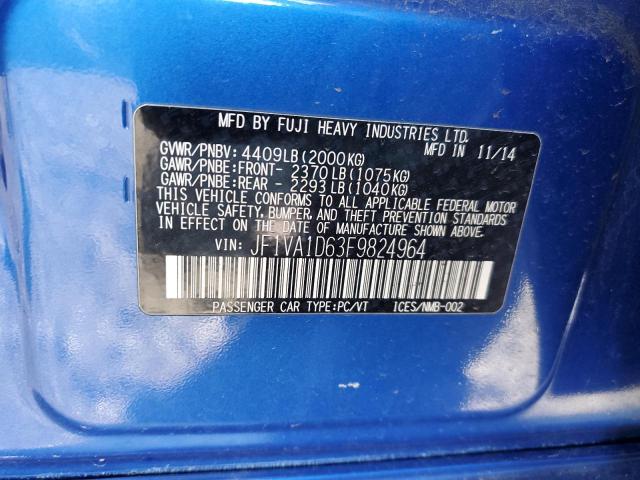 MFD BY FUJI HEAVY INDUSTRIES LTD.
GVWR/PNBV: 4409LB(2000KG) MFD IN 11/14
GAWR/PNBE:FRONT- 2370LB(1075KG)
GAWR/PNBE:REAR - 2293LB(1040KG)
THIS VEHICLE CONFORMS TO ALL APPLICABLE FEDERAL MOTOR
VEHICLE SAFETY, BUMPER, AND THEFT PREVENTION STANDARDS
IN EFFECT ON THE DATE OF MANUFACTURE SHOWN ABOVE.
VIN: JF1VA1D63F9824964
PASSENGER CAR TYPE:PC/VT ICES/NMB-002